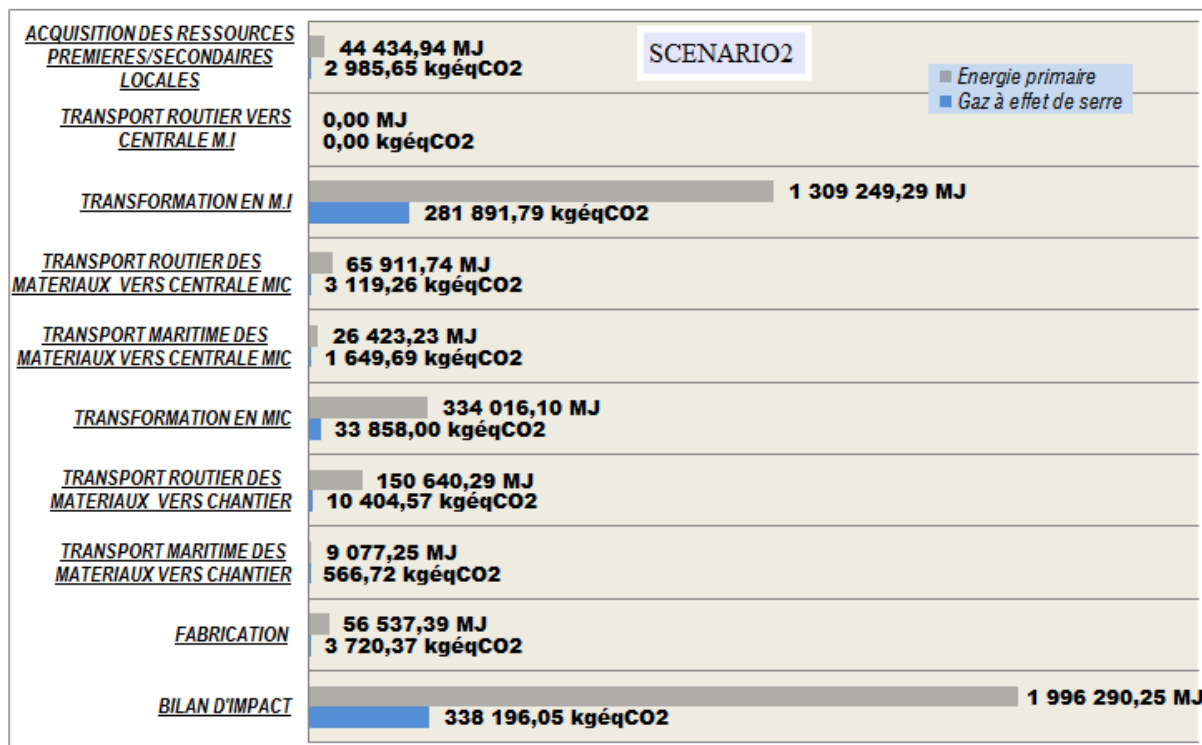 ACQUISITION DES RESSOURCES
PREMIERES/SECONDAIRES
LOCALES
44 434,94 MJ
2 985,65 kgéqCO2
SCENARIO2
Energie primaire
Gaz à effet de serre
TRANSPORT ROUTIER VERS
CENTRALE M.I
0,00 MJ
0,00 kgéqCO2
TRANSFORMATION EN M.I
1 309 249,29 MJ
281 891,79 kgéqCO2
TRANSPORT ROUTIER DES
MATERIAUX VERS CENTRALE MIC
65 911,74 MJ
3 119,26 kgéqCO2
TRANSPORT MARITIME DES
MATERIAUX VERS CENTRALE MIC
26 423,23 MJ
1 649,69 kgéqCO2
TRANSFORMATION EN MIC
334 016,10 MJ
33 858,00 kgéqCO2
TRANSPORT ROUTIER DES
MATERIAUX VERS CHANTIER
150 640,29 MJ
10 404,57 kgéqCO2
TRANSPORT MARITIME DES
MATERIAUX VERS CHANTIER
9 077,25 MJ
566,72 kgéqCO2
FABRICATION
56 537,39 MJ
3 720,37 kgéqCO2
BILAN D'IMPACT
1 996 290,25 MJ
338 196,05 kgéqCO2